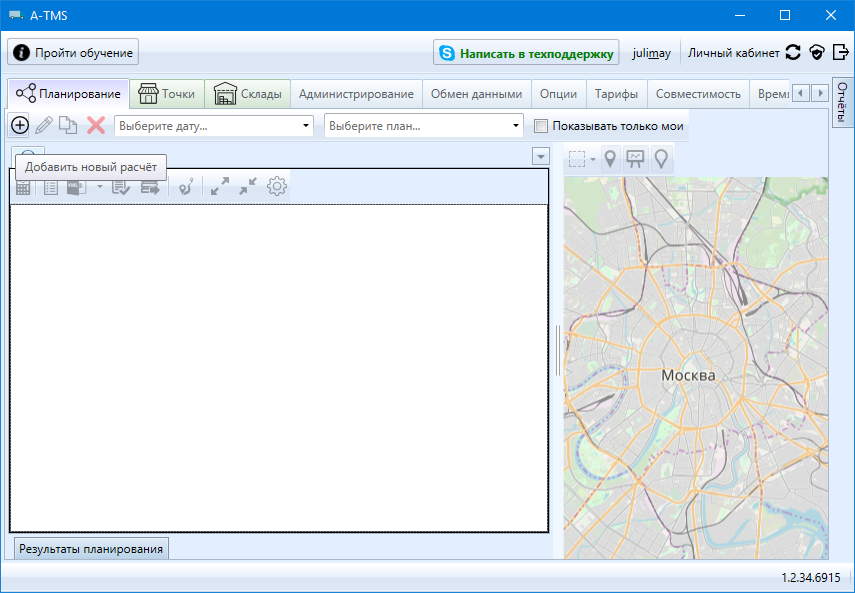 A-TMS
Пройти обучение
Написать в техподдержку
julimay
Личный кабинет
Планирование
Точки
Склады
Администрирование
Обмен данными
Опции
Тарифы
Совместимость
Время
Отчёты
Выберите дату...
Выберите план...
Показывать только мои
Добавить новый расчёт
Москва
Результаты планирования
1.2.34.6915